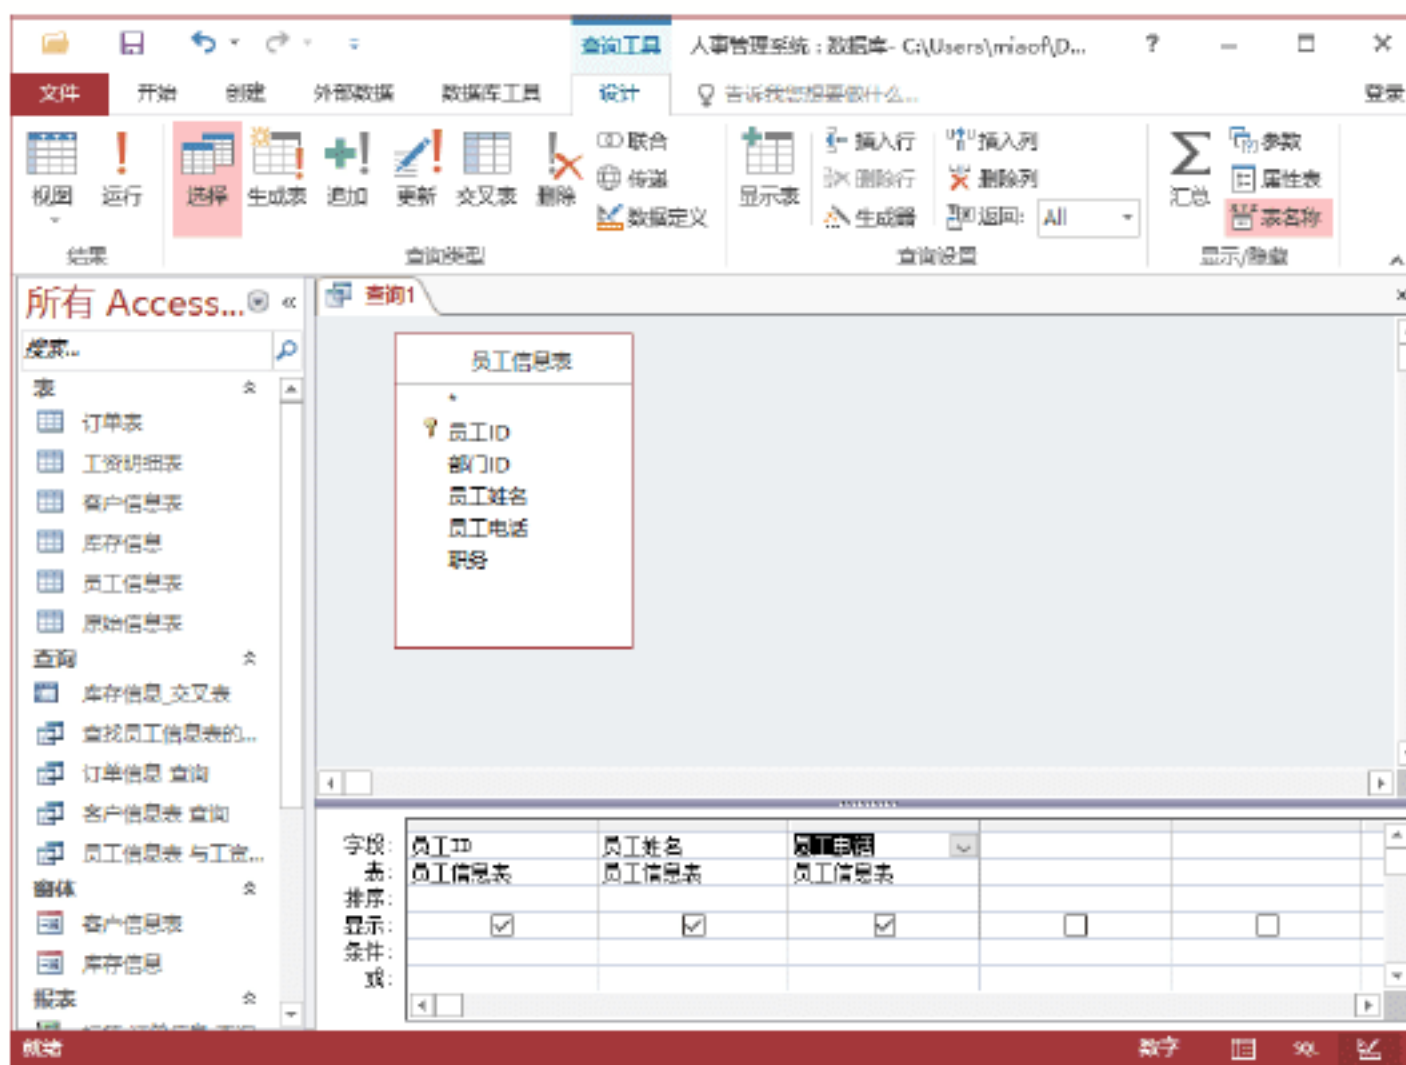 查询工具 人事管理系统：数据库- C:\Users\miaof\D... ?
文件 开始 创建 外部数据 数据库工具 设计 告诉我您想要做什么... 登录
视图 运行 选择 生成表 追加 更新 交叉表 删除 显示表 汇总
联合 插入行 插入列 参数
传递 删除行 删除列 属性表
数据定义 生成器 返回: All 表名称
结果 查询类型 查询设置 显示/隐藏
所有 Access... «
查询1
搜索...
员工信息表
*
员工ID
部门ID
员工姓名
员工电话
职务
表
订单表
工资明细表
客户信息表
库存信息
员工信息表
原始信息表
查询
库存信息_交叉表
查找员工信息表的...
订单信息 查询
客户信息表 查询
员工信息表 与工资...
窗体
客户信息表
库存信息
报表
字段: 员工ID 员工姓名 员工电话
表: 员工信息表 员工信息表 员工信息表
排序:
显示:
条件:
或:
就绪 数字 SQL